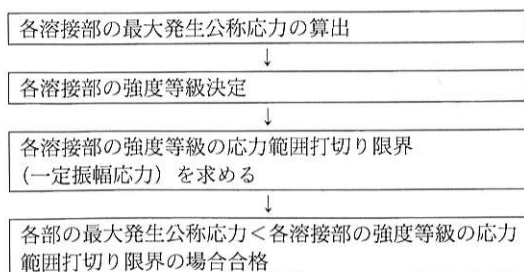 各溶接部の最大発生公称応力の算出
↓
各溶接部の強度等級決定
↓
各溶接部の強度等級の応力範囲打切り限界
(一定振幅応力)を求める
↓
各部の最大発生公称応力<各溶接部の強度等級の応力
範囲打切り限界の場合合格